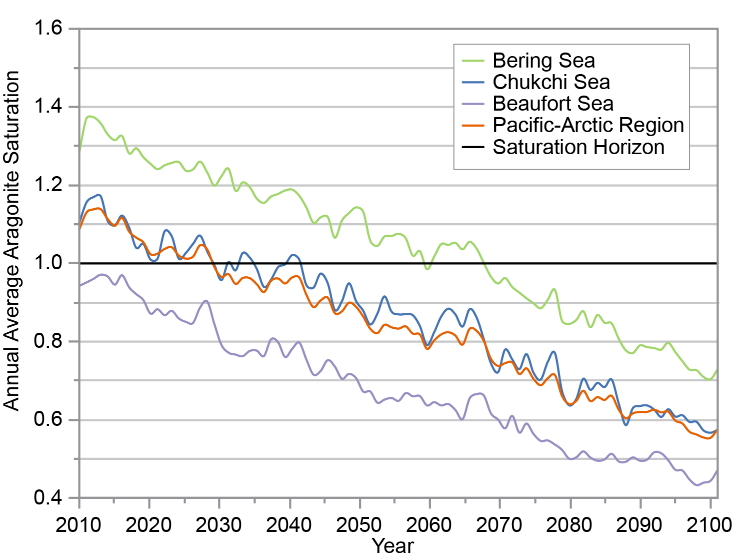 1.6
1.4
1.2
1.0
0.8
0.6
0.4
Annual Average Aragonite Saturation
Bering Sea
Chukchi Sea
Beaufort Sea
Pacific-Arctic Region
Saturation Horizon
2010 2020 2030 2040 2050 2060 2070 2080 2090 2100
Year